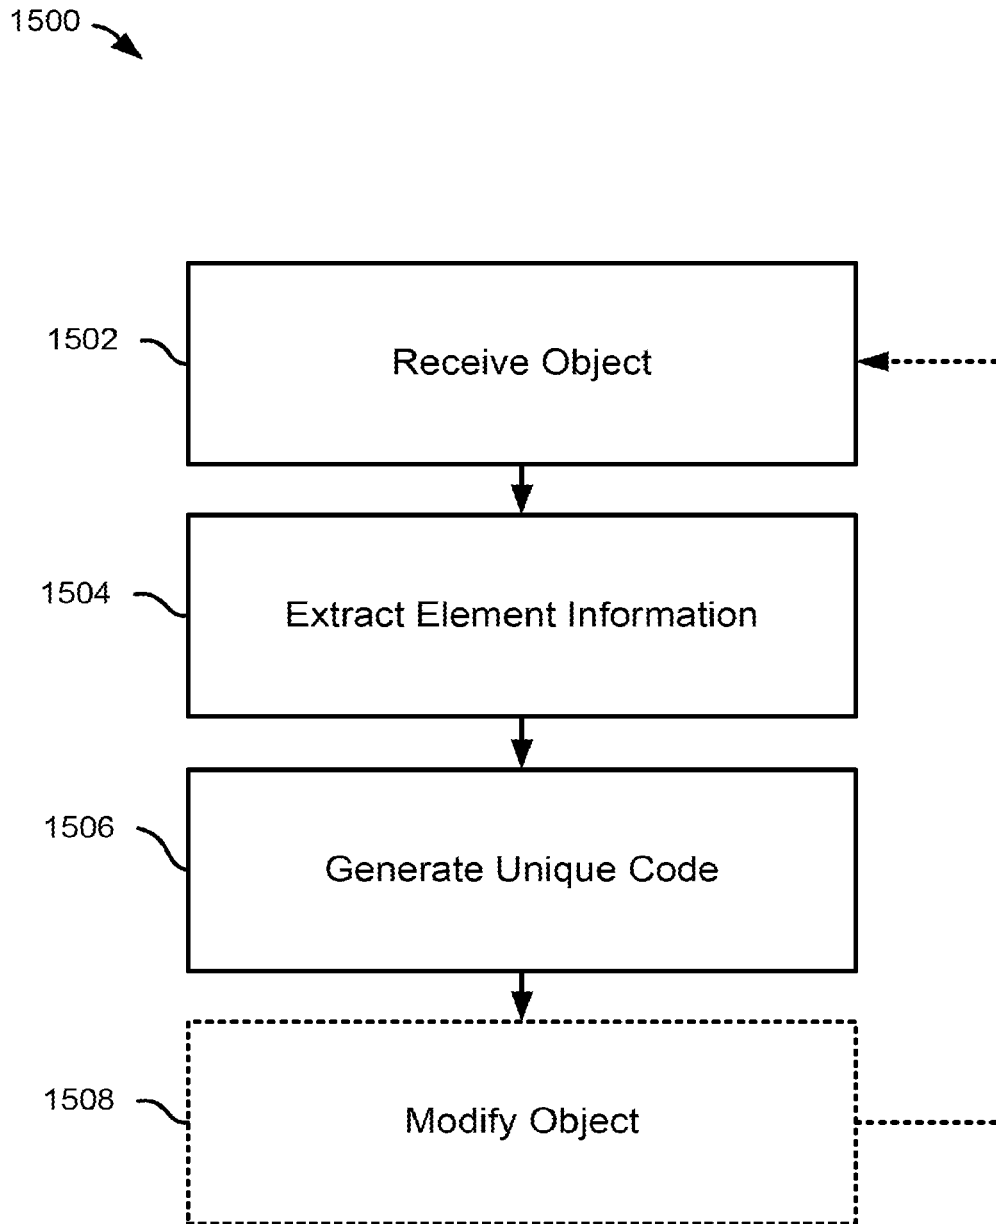 1500
1502
Receive Object
1504
Extract Element Information
1506
Generate Unique Code
1508
Modify Object